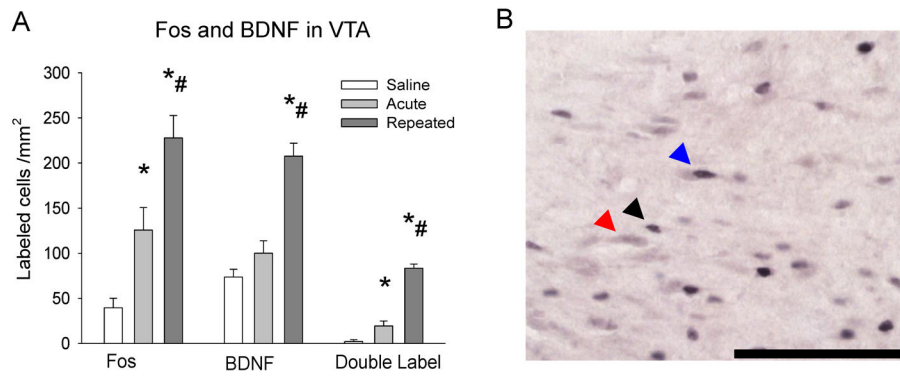 A
Fos and BDNF in VTA
B
Labeled cells /mm²
300
250
200
150
100
50
0
*
*#
*#
*
*#
Saline
Acute
Repeated
Fos
BDNF
Double Label